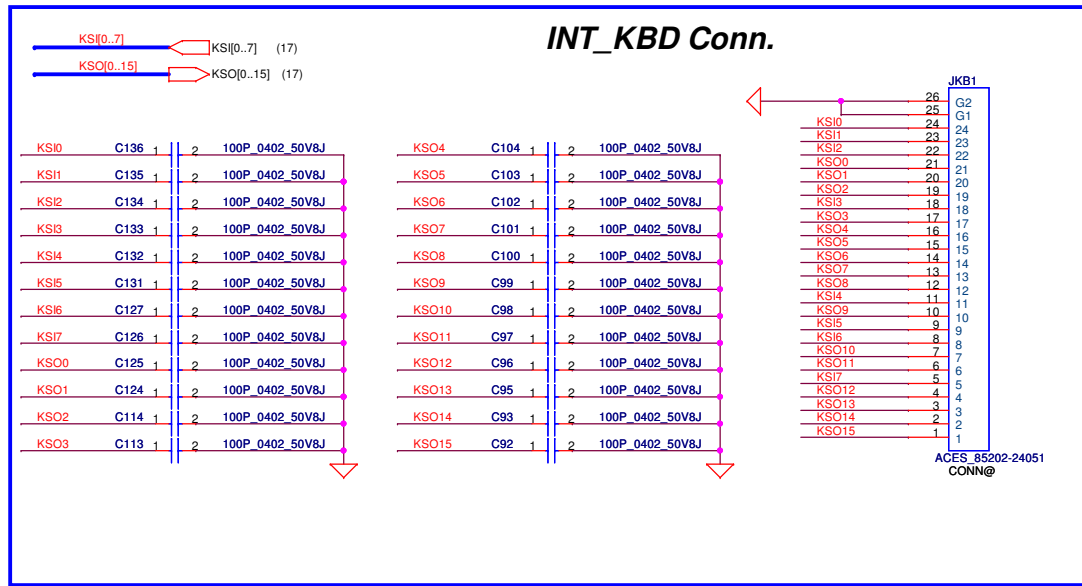 INT_KBD Conn.
KSI[0..7] KSI[0..7] (17)
KSO[0..15] KSO[0..15] (17)
KSI0 C136 1 2 100P_0402_50V8J
KSI1 C135 1 2 100P_0402_50V8J
KSI2 C134 1 2 100P_0402_50V8J
KSI3 C133 1 2 100P_0402_50V8J
KSI4 C132 1 2 100P_0402_50V8J
KSI5 C131 1 2 100P_0402_50V8J
KSI6 C127 1 2 100P_0402_50V8J
KSI7 C126 1 2 100P_0402_50V8J
KSO0 C125 1 2 100P_0402_50V8J
KSO1 C124 1 2 100P_0402_50V8J
KSO2 C114 1 2 100P_0402_50V8J
KSO3 C113 1 2 100P_0402_50V8J
KSO4 C104 1 2 100P_0402_50V8J
KSO5 C103 1 2 100P_0402_50V8J
KSO6 C102 1 2 100P_0402_50V8J
KSO7 C101 1 2 100P_0402_50V8J
KSO8 C100 1 2 100P_0402_50V8J
KSO9 C99 1 2 100P_0402_50V8J
KSO10 C98 1 2 100P_0402_50V8J
KSO11 C97 1 2 100P_0402_50V8J
KSO12 C96 1 2 100P_0402_50V8J
KSO13 C95 1 2 100P_0402_50V8J
KSO14 C93 1 2 100P_0402_50V8J
KSO15 C92 1 2 100P_0402_50V8J
JKB1
26 G2
25 G1
KSI0 24 24
KSI1 23 23
KSI2 22 22
KSO0 21 21
KSO1 20 20
KSO2 19 19
KSI3 18 18
KSO3 17 17
KSO4 16 16
KSO5 15 15
KSO6 14 14
KSO7 13 13
KSO8 12 12
KSI4 11 11
KSO9 10 10
KSI5 9 9
KSI6 8 8
KSO10 7 7
KSO11 6 6
KSI7 5 5
KSO12 4 4
KSO13 3 3
KSO14 2 2
KSO15 1 1
ACES_85202-24051
CONN@